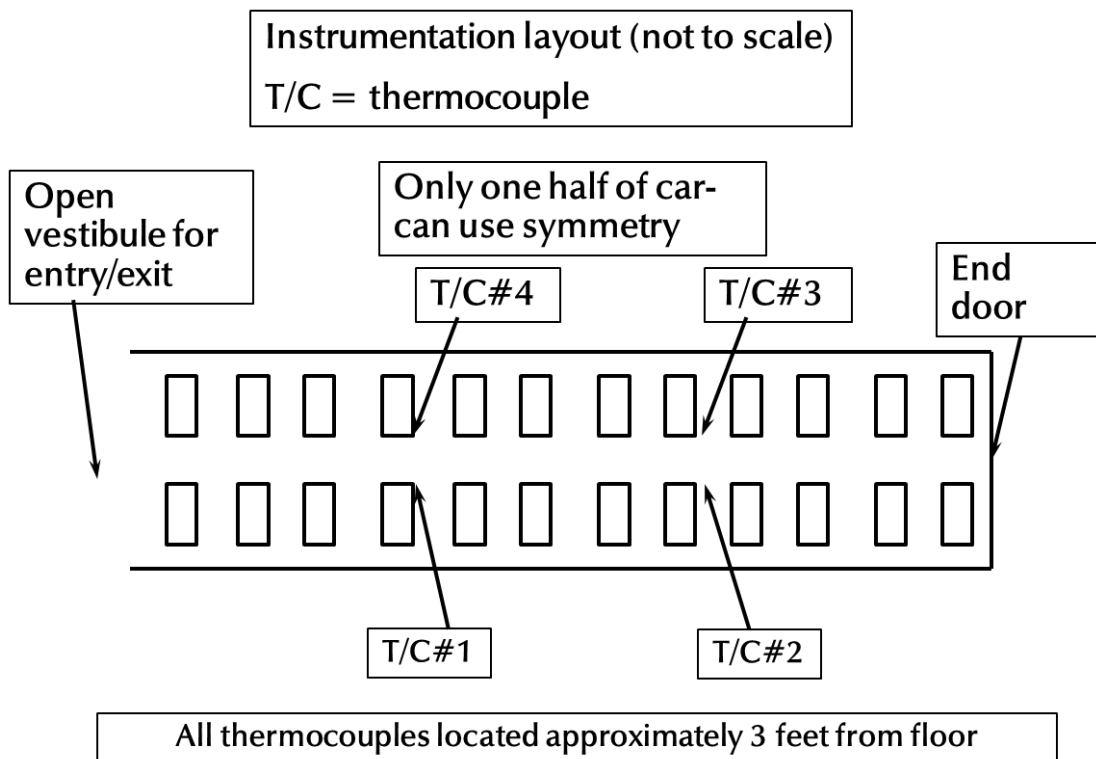 Instrumentation layout (not to scale)
T/C = thermocouple
Open
vestibule for
entry/exit
Only one half of car-
can use symmetry
T/C#4
T/C#3
End
door
T/C#1
T/C#2
All thermocouples located approximately 3 feet from floor